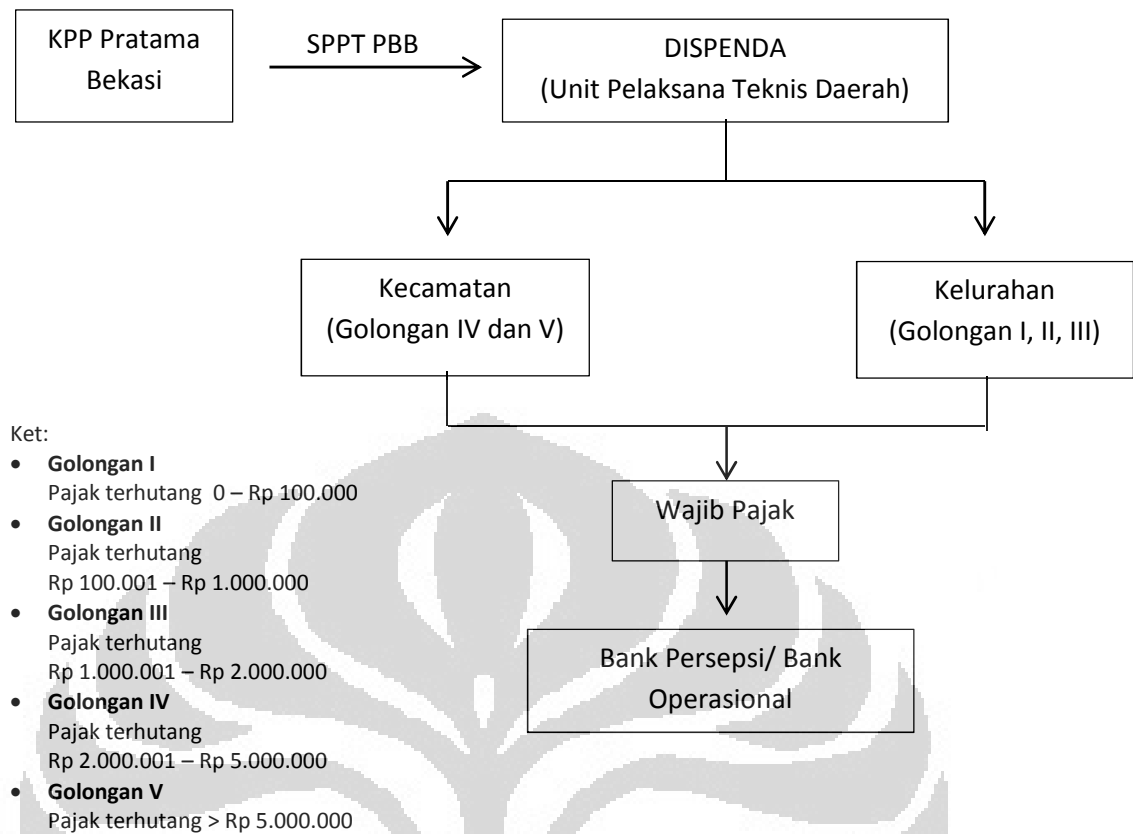 KPP Pratama
Bekasi
SPPT PBB
DISPENDA
(Unit Pelaksana Teknis Daerah)
Kecamatan
(Golongan IV dan V)
Kelurahan
(Golongan I, II, III)
Ket:
• Golongan I
Pajak terhutang 0 – Rp 100.000
• Golongan II
Pajak terhutang
Rp 100.001 – Rp 1.000.000
• Golongan III
Pajak terhutang
Rp 1.000.001 – Rp 2.000.000
• Golongan IV
Pajak terhutang
Rp 2.000.001 – Rp 5.000.000
• Golongan V
Pajak terhutang > Rp 5.000.000
Wajib Pajak
Bank Persepsi/ Bank
Operasional